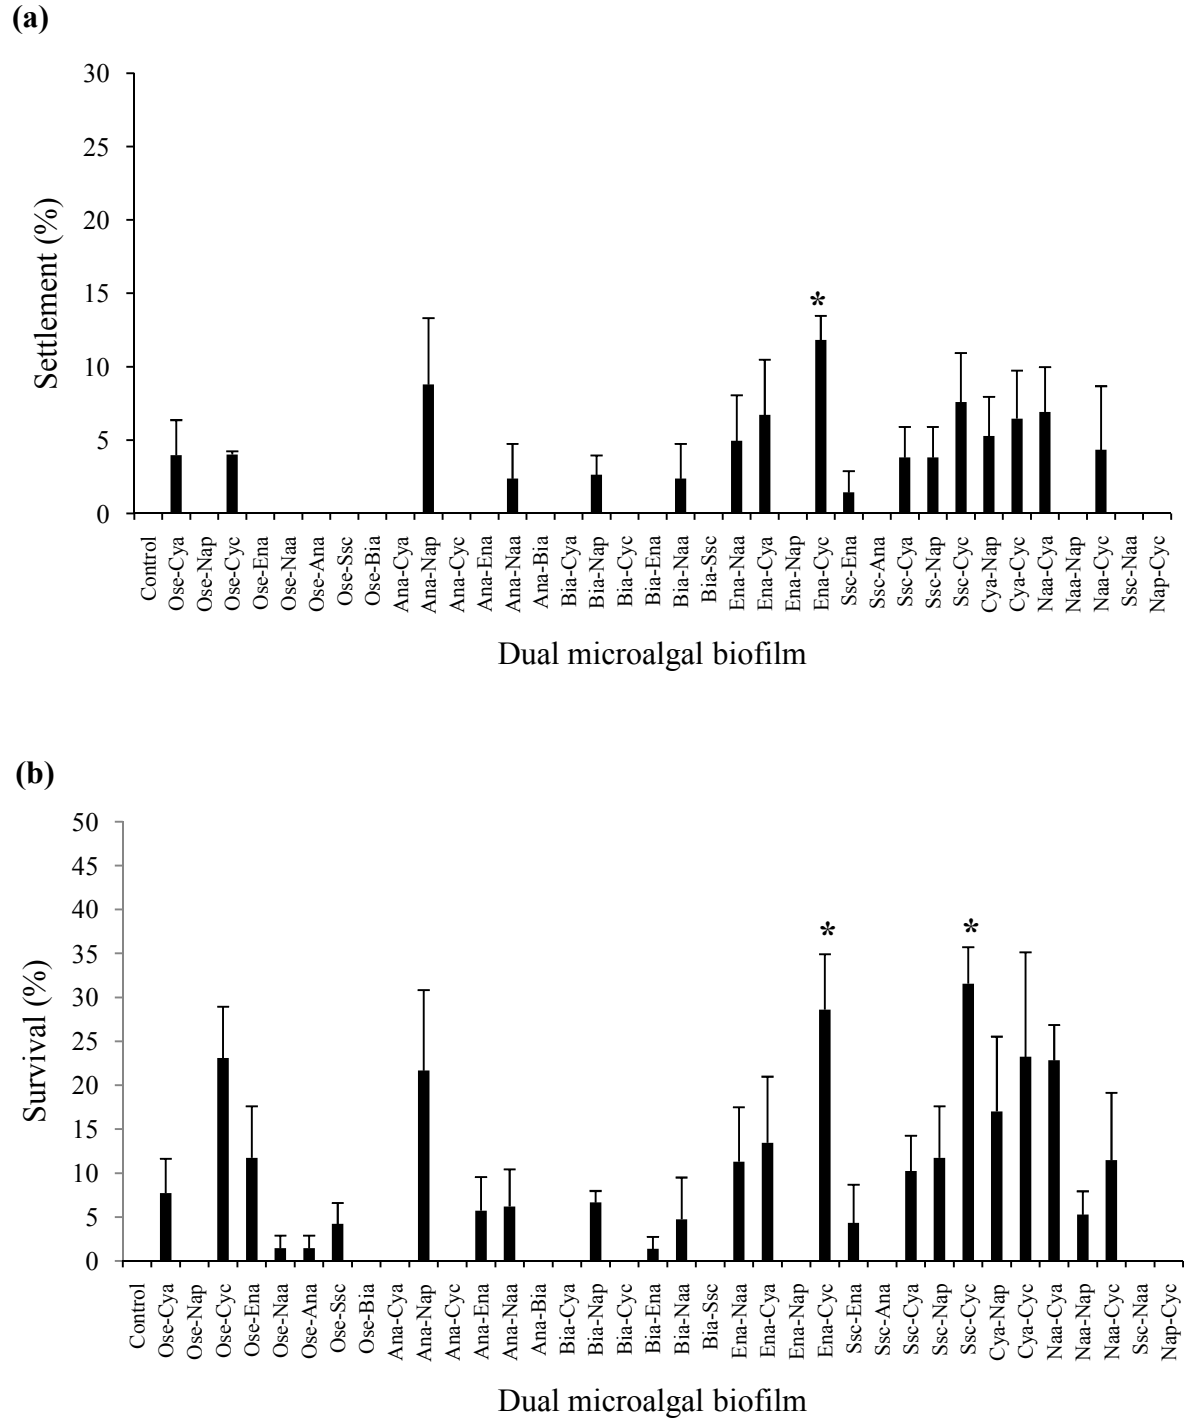 (a)
30
25
20
15
10
5
0
Settlement (%)
*
Control
Ose-Cya
Ose-Nap
Ose-Cyc
Ose-Ena
Ose-Naa
Ose-Ana
Ose-Ssc
Ose-Bia
Ana-Cya
Ana-Nap
Ana-Cyc
Ana-Ena
Ana-Naa
Ana-Bia
Bia-Cya
Bia-Nap
Bia-Cyc
Bia-Ena
Bia-Naa
Bia-Ssc
Ena-Naa
Ena-Cya
Ena-Nap
Ena-Cyc
Ssc-Ena
Ssc-Ana
Ssc-Cya
Ssc-Nap
Ssc-Cyc
Cya-Nap
Cya-Cyc
Naa-Cya
Naa-Nap
Naa-Cyc
Ssc-Naa
Nap-Cyc
Dual microalgal biofilm
(b)
50
45
40
35
30
25
20
15
10
5
0
Survival (%)
*
*
Control
Ose-Cya
Ose-Nap
Ose-Cyc
Ose-Ena
Ose-Naa
Ose-Ana
Ose-Ssc
Ose-Bia
Ana-Cya
Ana-Nap
Ana-Cyc
Ana-Ena
Ana-Naa
Ana-Bia
Bia-Cya
Bia-Nap
Bia-Cyc
Bia-Ena
Bia-Naa
Bia-Ssc
Ena-Naa
Ena-Cya
Ena-Nap
Ena-Cyc
Ssc-Ena
Ssc-Ana
Ssc-Cya
Ssc-Nap
Ssc-Cyc
Cya-Nap
Cya-Cyc
Naa-Cya
Naa-Nap
Naa-Cyc
Ssc-Naa
Nap-Cyc
Dual microalgal biofilm